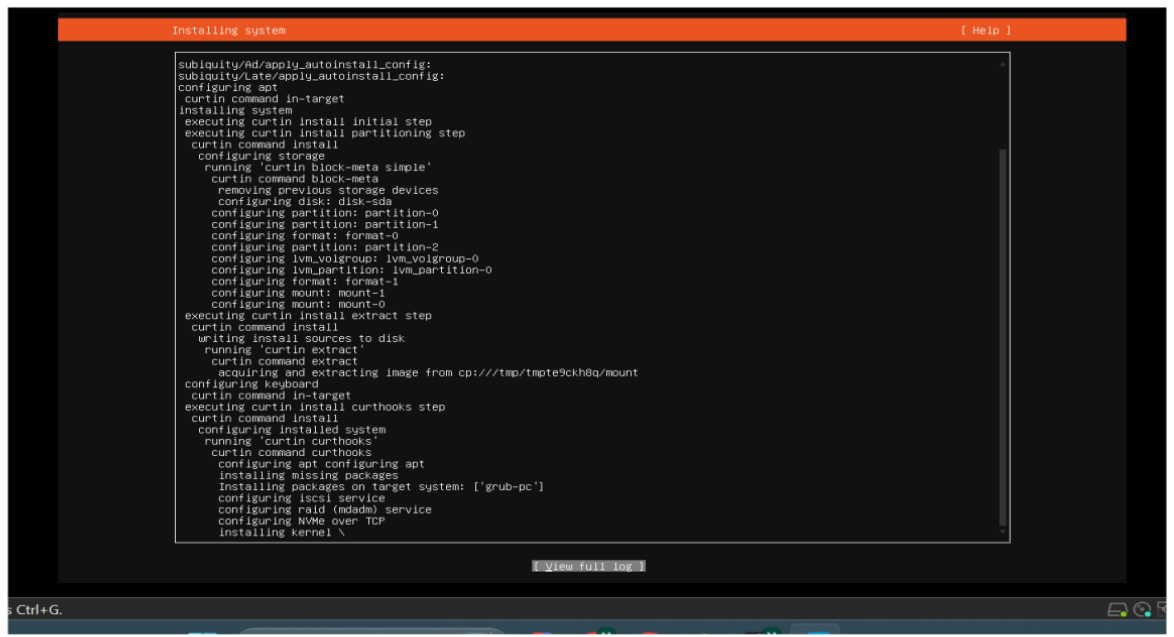 Installing system
[ Help ]
subiquity/Ad/apply_autoinstall_config:
subiquity/Late/apply_autoinstall_config:
configuring apt
curtin command in-target
installing system
executing curtin install initial step
executing curtin install partitioning step
curtin command install
configuring storage
running 'curtin block-meta simple'
curtin command block-meta
removing previous storage devices
configuring disk: disk-sda
configuring partition: partition-0
configuring partition: partition-1
configuring format: format-0
configuring partition: partition-2
configuring lvm_volgroup: lvm_volgroup-0
configuring lvm_partition: lvm_partition-0
configuring format: format-1
configuring mount: mount-1
configuring mount: mount-0
executing curtin install extract step
curtin command install
writing install sources to disk
running 'curtin extract'
curtin command extract
acquiring and extracting image from cp:///tmp/tmpte9ckh8q/mount
configuring keyboard
curtin command in-target
executing curtin install curthooks step
curtin command install
configuring installed system
running 'curtin curthooks'
curtin command curthooks
configuring apt configuring apt
installing missing packages
Installing packages on target system: ['grub-pc']
configuring iscsi service
configuring raid (mdadm) service
configuring NVMe over TCP
installing kernel \
[ View full log ]
s Ctrl+G.